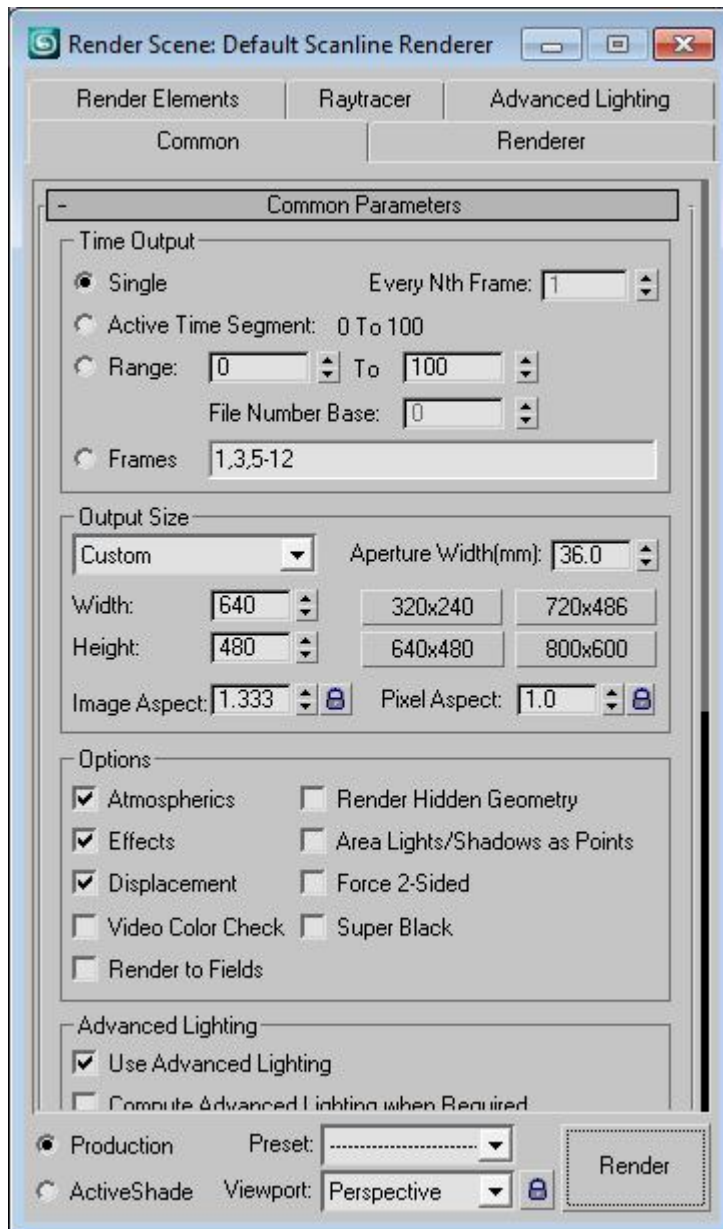 Render Scene: Default Scanline Renderer
Render Elements Raytracer Advanced Lighting
Common Renderer
- Common Parameters
Time Output
Single Every Nth Frame: 1
Active Time Segment: 0 To 100
Range: 0 To 100
File Number Base: 0
Frames 1,3,5-12
Output Size
Custom Aperture Width(mm): 36.0
Width: 640 320x240 720x486
Height: 480 640x480 800x600
Image Aspect: 1.333 Pixel Aspect: 1.0
Options
Atmospherics Render Hidden Geometry
Effects Area Lights/Shadows as Points
Displacement Force 2-Sided
Video Color Check Super Black
Render to Fields
Advanced Lighting
Use Advanced Lighting
Compute Advanced Lighting when Required
Production Preset: -----------------------
Render
ActiveShade Viewport: Perspective